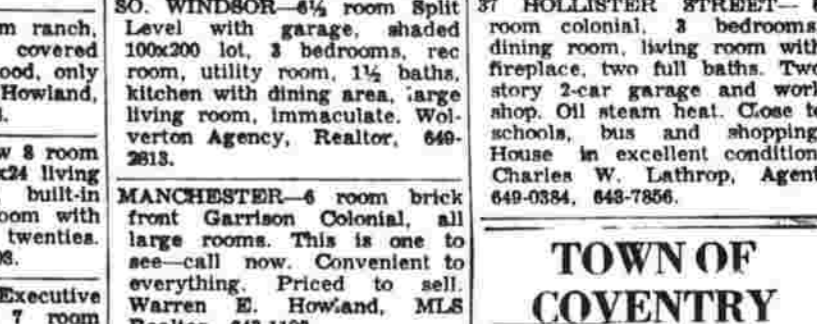 m ranch,
covered
ood, only
Howland,
w 8 room
x24 living
built-in
oom with
twenties.
Executive
7 room
SO. WINDSOR—6½ room Split
Level with garage, shaded
100x200 lot, 3 bedrooms, rec
room, utility room, 1½ baths,
kitchen with dining area, large
living room, immaculate. Wol-
verton Agency, Realtor, 649-
2813.
MANCHESTER—6 room brick
front Garrison Colonial, all
large rooms. This is one to
see—call now. Convenient to
everything. Priced to sell.
Warren E. Howland, MLS
37 HOLLISTER STREET—
room colonial, 3 bedrooms
dining room, living room with
fireplace, two full baths. Two
story 2-car garage and work
shop. Oil steam heat. Close to
schools, bus and shopping
House in excellent condition
Charles W. Lathrop, Agent
649-0384, 643-7856.
TOWN OF
COVENTRY